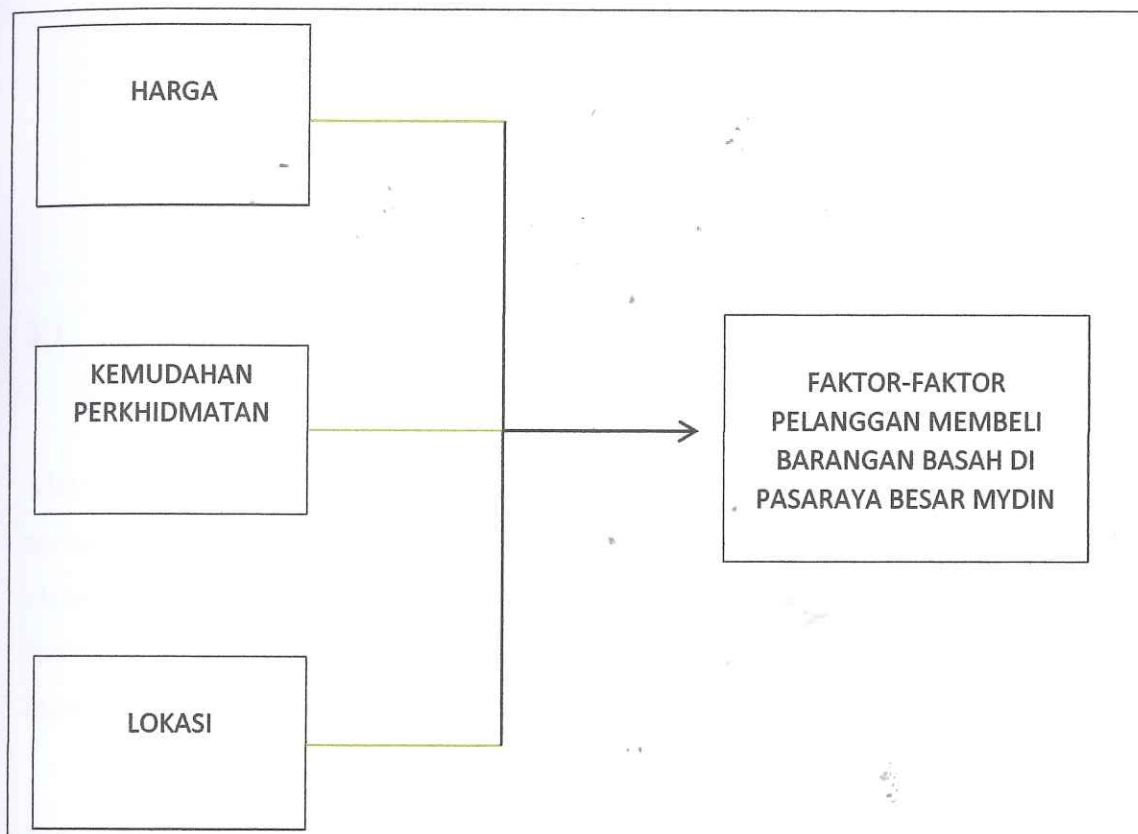 HARGA
KEMUDAHAN
PERKHIDMATAN
LOKASI
FAKTOR-FAKTOR
PELANGGAN MEMBELI
BARANGAN BASAH DI
PASARAYA BESAR MYDIN